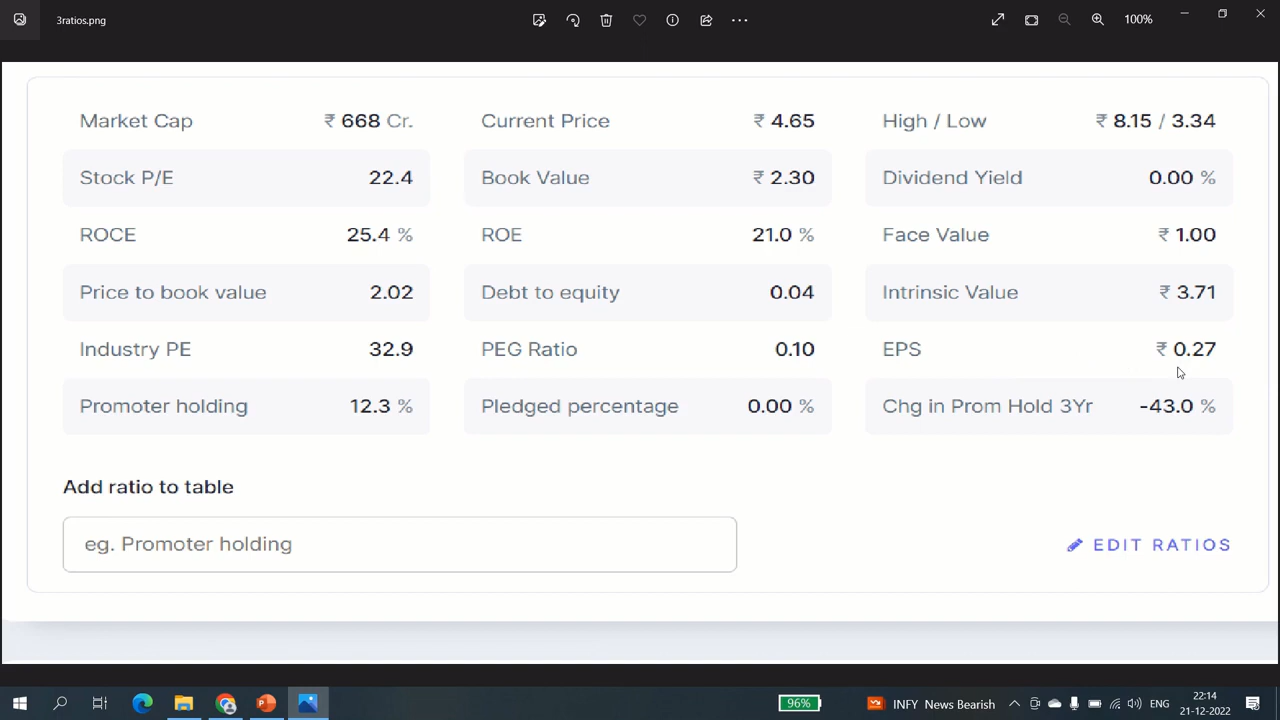 3ratios.png
100%
Market Cap ₹ 668 Cr. Current Price ₹ 4.65 High / Low ₹ 8.15 / 3.34
Stock P/E 22.4 Book Value ₹ 2.30 Dividend Yield 0.00 %
ROCE 25.4 % ROE 21.0 % Face Value ₹ 1.00
Price to book value 2.02 Debt to equity 0.04 Intrinsic Value ₹ 3.71
Industry PE 32.9 PEG Ratio 0.10 EPS ₹ 0.27
Promoter holding 12.3 % Pledged percentage 0.00 % Chg in Prom Hold 3Yr -43.0 %
Add ratio to table
eg. Promoter holding
EDIT RATIOS
96% INFY News Bearish ENG 22:14
21-12-2022